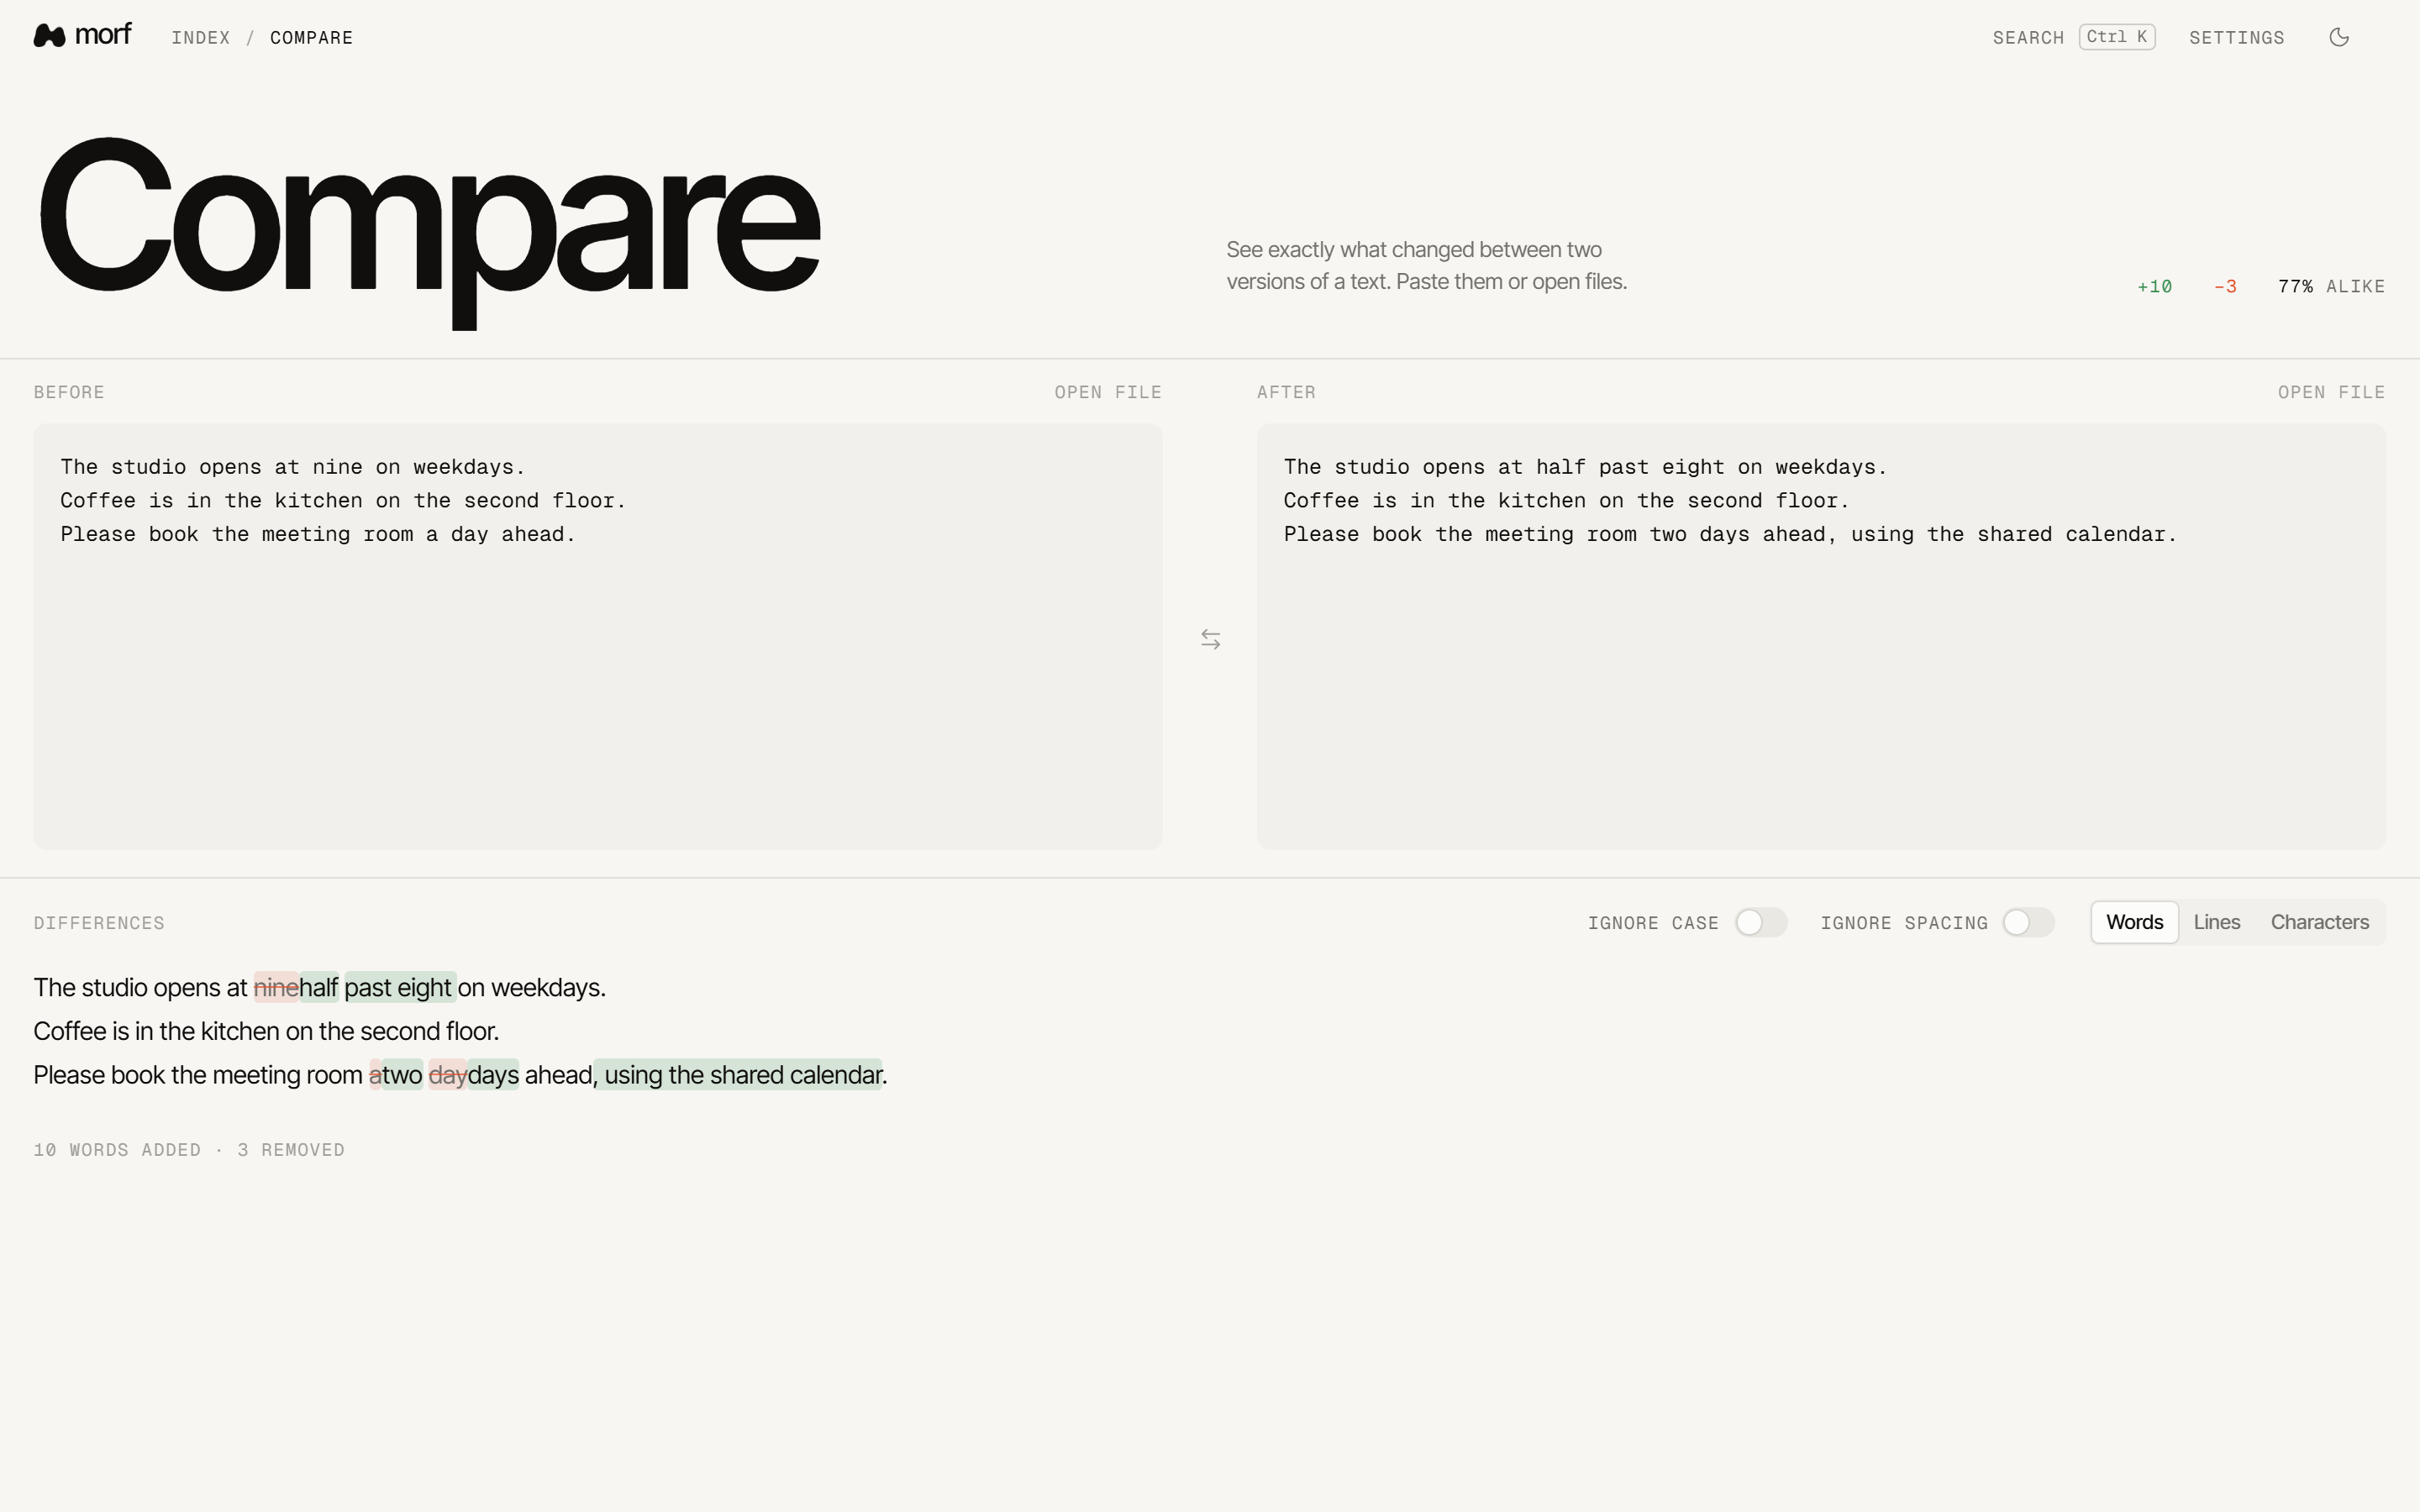 morf INDEX / COMPARE SEARCH Ctrl K SETTINGS
Compare
See exactly what changed between two
versions of a text. Paste them or open files.
+10 −3 77% ALIKE
BEFORE OPEN FILE
The studio opens at nine on weekdays.
Coffee is in the kitchen on the second floor.
Please book the meeting room a day ahead.
AFTER OPEN FILE
The studio opens at half past eight on weekdays.
Coffee is in the kitchen on the second floor.
Please book the meeting room two days ahead, using the shared calendar.
DIFFERENCES IGNORE CASE IGNORE SPACING Words Lines Characters
The studio opens at ninehalf past eight on weekdays.
Coffee is in the kitchen on the second floor.
Please book the meeting room atwo daydays ahead, using the shared calendar.
10 WORDS ADDED · 3 REMOVED